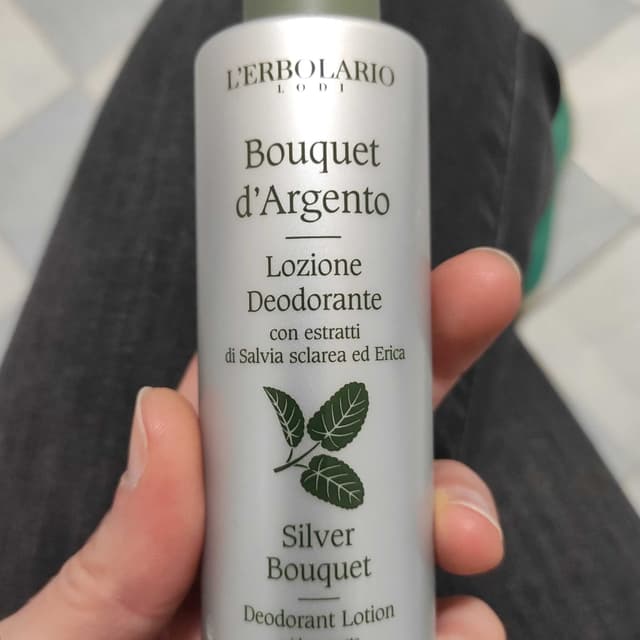 L'ERBOLARIO
LODI
Bouquet
d'Argento
Lozione
Deodorante
con estratti
di Salvia sclarea ed Erica
Silver
Bouquet
Deodorant Lotion